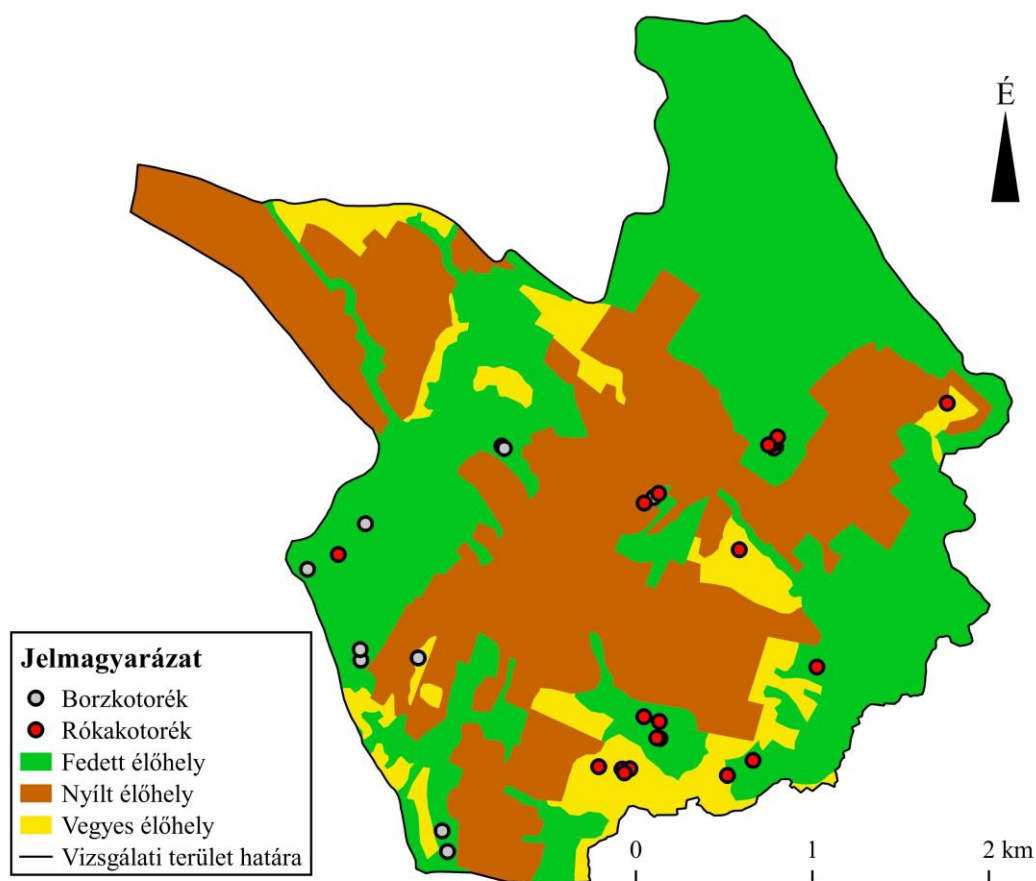 É
Jelmagyarázat
Borzkotorék
Rókakotorék
Fedett élőhely
Nyílt élőhely
Vegyes élőhely
Vizsgálati terület határa
0 1 2 km